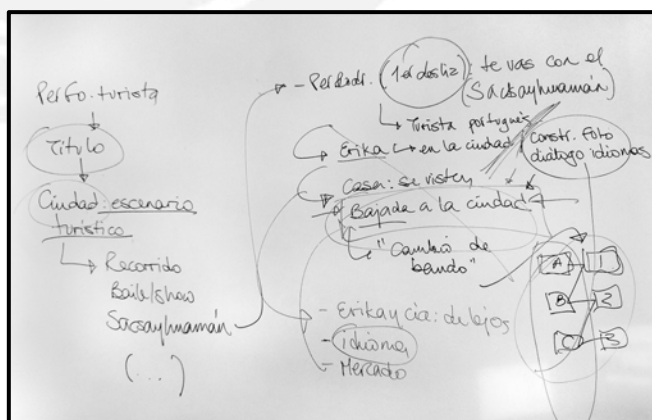 Perfo. turista
Título
Ciudad: escenario
turístico
Recorrido
Baile/show
Sacsayhuamán
(...)
- Perdedr. 1er desliz: te vas con el
(Sacsayhuamán)
Turista portugués
Erika en la ciudad
Constr. foto
diálogo idiomas
Casa: se visten
Bajada a la ciudad
"Cambio de
bando"
A 1
B 2
C 3
- Erika y cía: de lejos
- idiomas
- Mercado